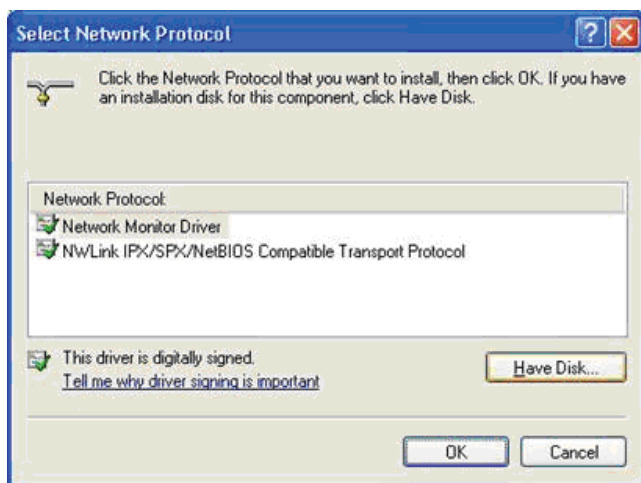 Select Network Protocol
Click the Network Protocol that you want to install, then click OK. If you have
an installation disk for this component, click Have Disk.
Network Protocol:
Network Monitor Driver
NWLink IPX/SPX/NetBIOS Compatible Transport Protocol
This driver is digitally signed.
Tell me why driver signing is important
Have Disk...
OK
Cancel